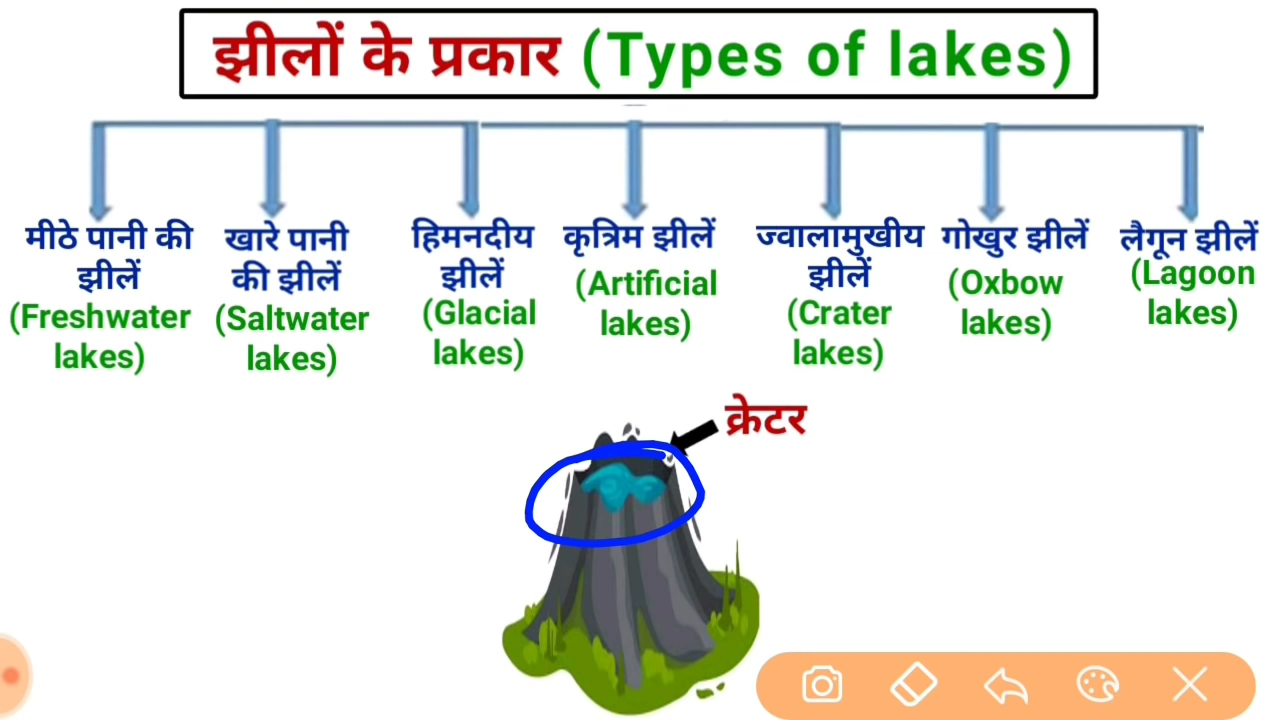 झीलों के प्रकार (Types of lakes)
मीठे पानी की
झीलें
(Freshwater
lakes)
खारे पानी
की झीलें
(Saltwater
lakes)
हिमनदीय
झीलें
(Glacial
lakes)
कृत्रिम झीलें
(Artificial
lakes)
ज्वालामुखीय
झीलें
(Crater
lakes)
गोखुर झीलें
(Oxbow
lakes)
लैगून झीलें
(Lagoon
lakes)
क्रेटर